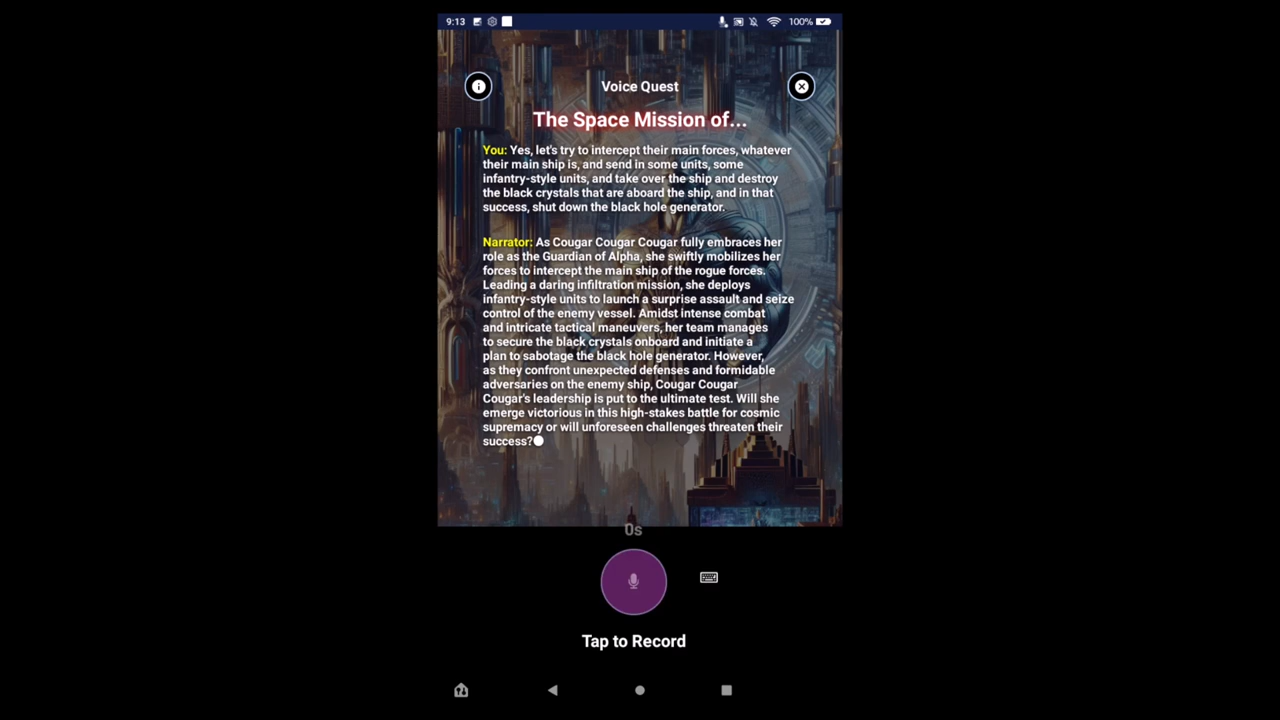 9:13
100%
Voice Quest
The Space Mission of...
You: Yes, let's try to intercept their main forces, whatever
their main ship is, and send in some units, some
infantry-style units, and take over the ship and destroy
the black crystals that are aboard the ship, and in that
success, shut down the black hole generator.
Narrator: As Cougar Cougar Cougar fully embraces her
role as the Guardian of Alpha, she swiftly mobilizes her
forces to intercept the main ship of the rogue forces.
Leading a daring infiltration mission, she deploys
infantry-style units to launch a surprise assault and seize
control of the enemy vessel. Amidst intense combat
and intricate tactical maneuvers, her team manages
to secure the black crystals onboard and initiate a
plan to sabotage the black hole generator. However,
as they confront unexpected defenses and formidable
adversaries on the enemy ship, Cougar Cougar
Cougar's leadership is put to the ultimate test. Will she
emerge victorious in this high-stakes battle for cosmic
supremacy or will unforeseen challenges threaten their
success?
0s
Tap to Record